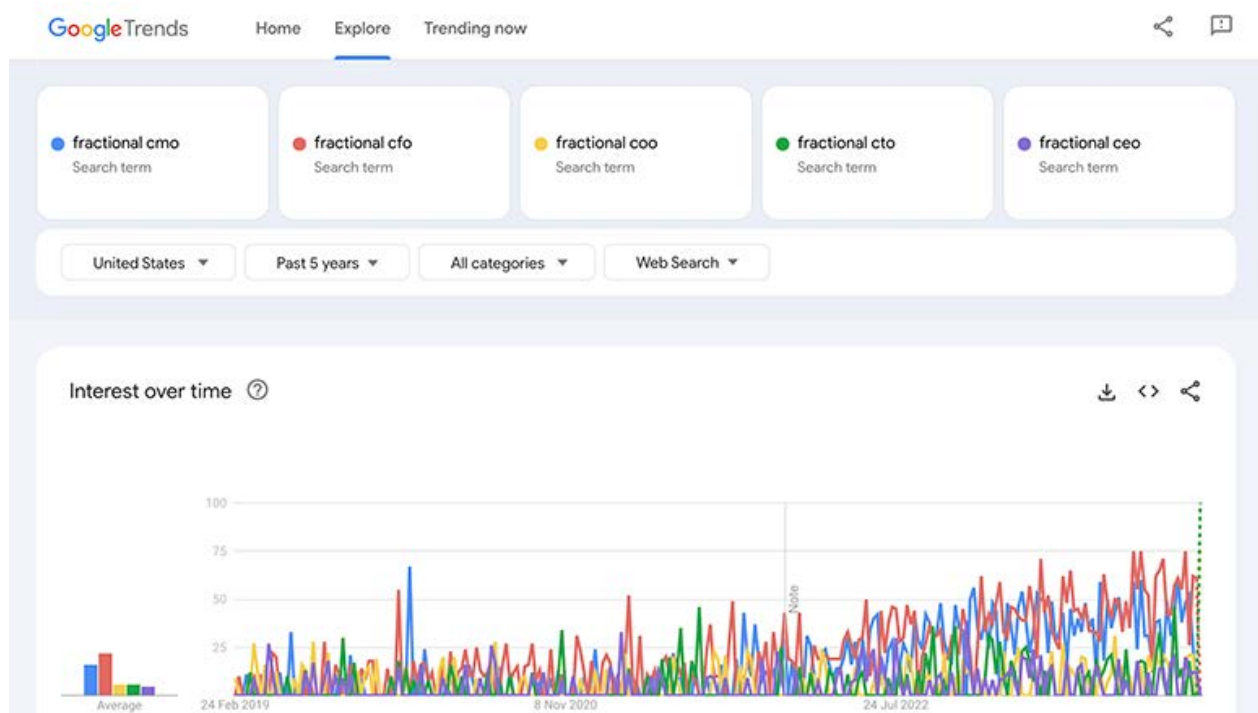 Google Trends Home Explore Trending now
fractional cmo
Search term
fractional cfo
Search term
fractional coo
Search term
fractional cto
Search term
fractional ceo
Search term
United States Past 5 years All categories Web Search
Interest over time
100
75
50
25
Note
Average
24 Feb 2019 8 Nov 2020 24 Jul 2022